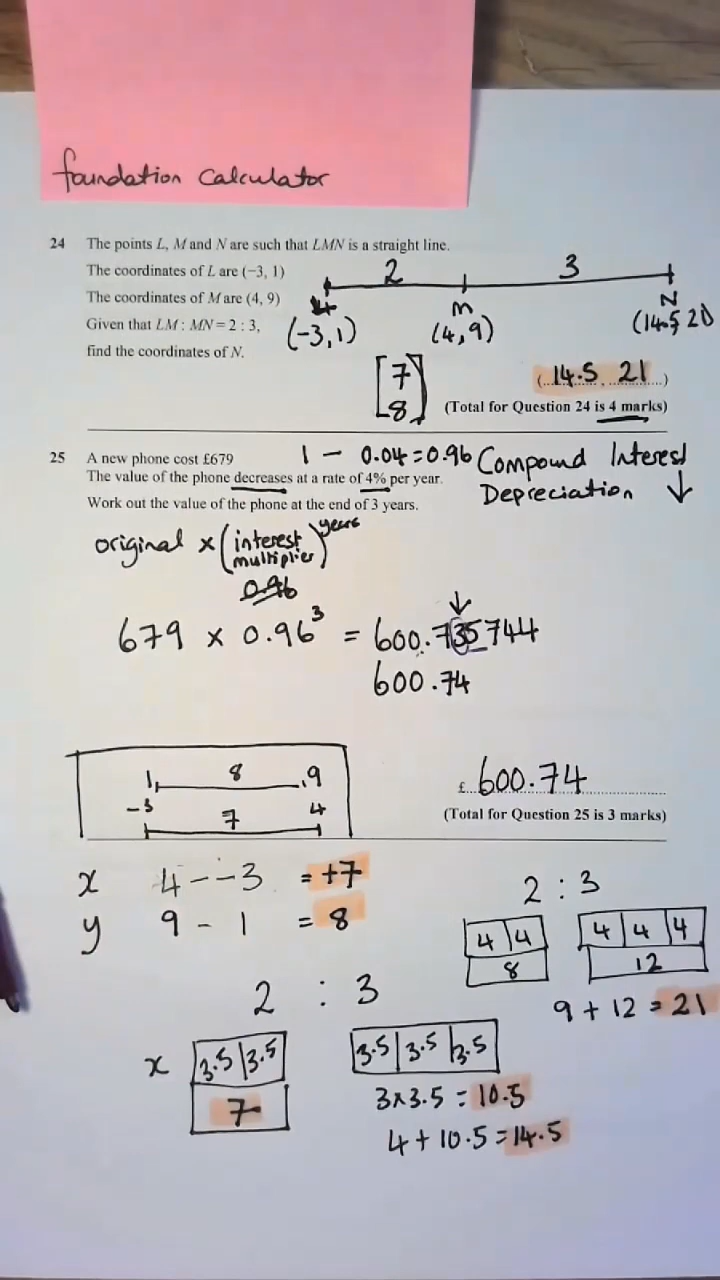 foundation calculator
24 The points L, M and N are such that LMN is a straight line.
The coordinates of L are (−3, 1)
The coordinates of M are (4, 9)
Given that LM : MN = 2 : 3,
find the coordinates of N.
2 3
L M N
(-3,1) (4,9) (14.5 21)
[7 8]
(14.5, 21)
(Total for Question 24 is 4 marks)
25 A new phone cost £679
The value of the phone decreases at a rate of 4% per year.
Work out the value of the phone at the end of 3 years.
1 - 0.04 = 0.96 Compound Interest
Depreciation ↓
original × (interest multiplier)^years
0.96
↓
679 × 0.96³ = 600.735744
600.74
£ 600.74
(Total for Question 25 is 3 marks)
1 8 9
-3 7 4
x 4 - -3 = +7
y 9 - 1 = 8
2 : 3
4 4 4 4 4
8 12
9 + 12 = 21
2 : 3
x 3.5 3.5 3.5 3.5 3.5
7
3×3.5 = 10.5
4 + 10.5 = 14.5